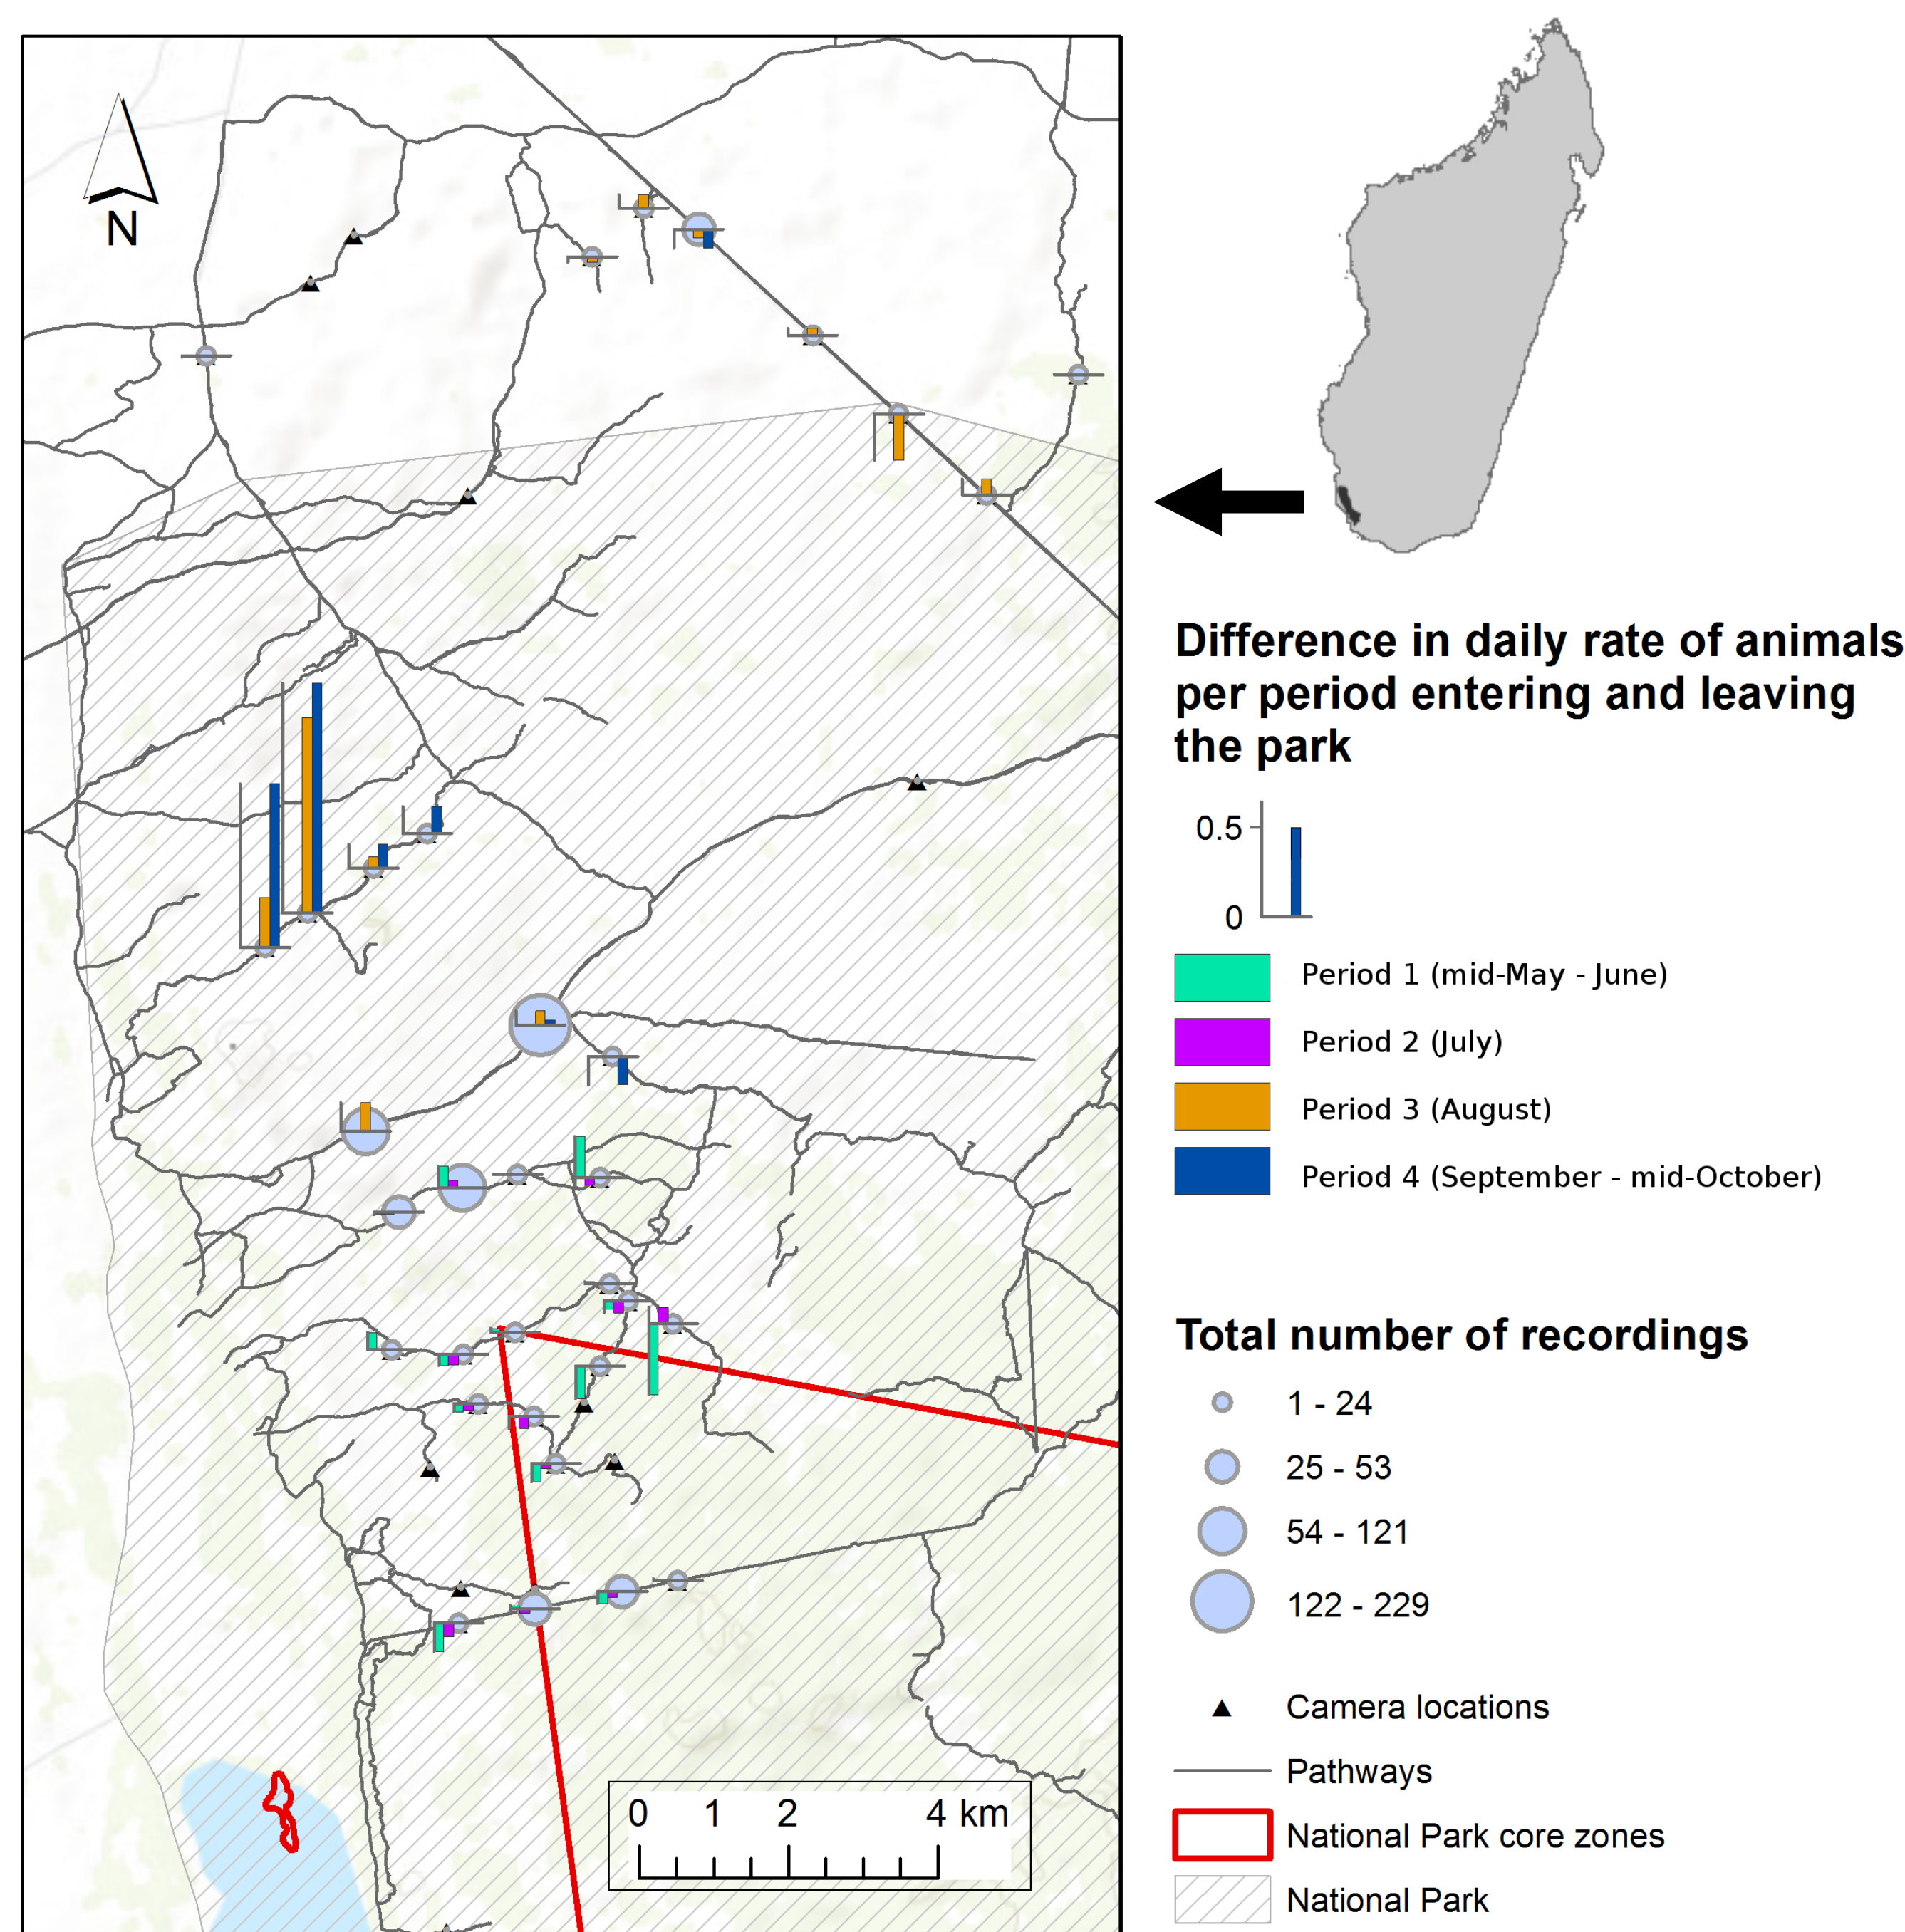 N
Difference in daily rate of animals
per period entering and leaving
the park
0.5
0
Period 1 (mid-May - June)
Period 2 (July)
Period 3 (August)
Period 4 (September - mid-October)
Total number of recordings
1 - 24
25 - 53
54 - 121
122 - 229
Camera locations
Pathways
National Park core zones
National Park
0 1 2 4 km